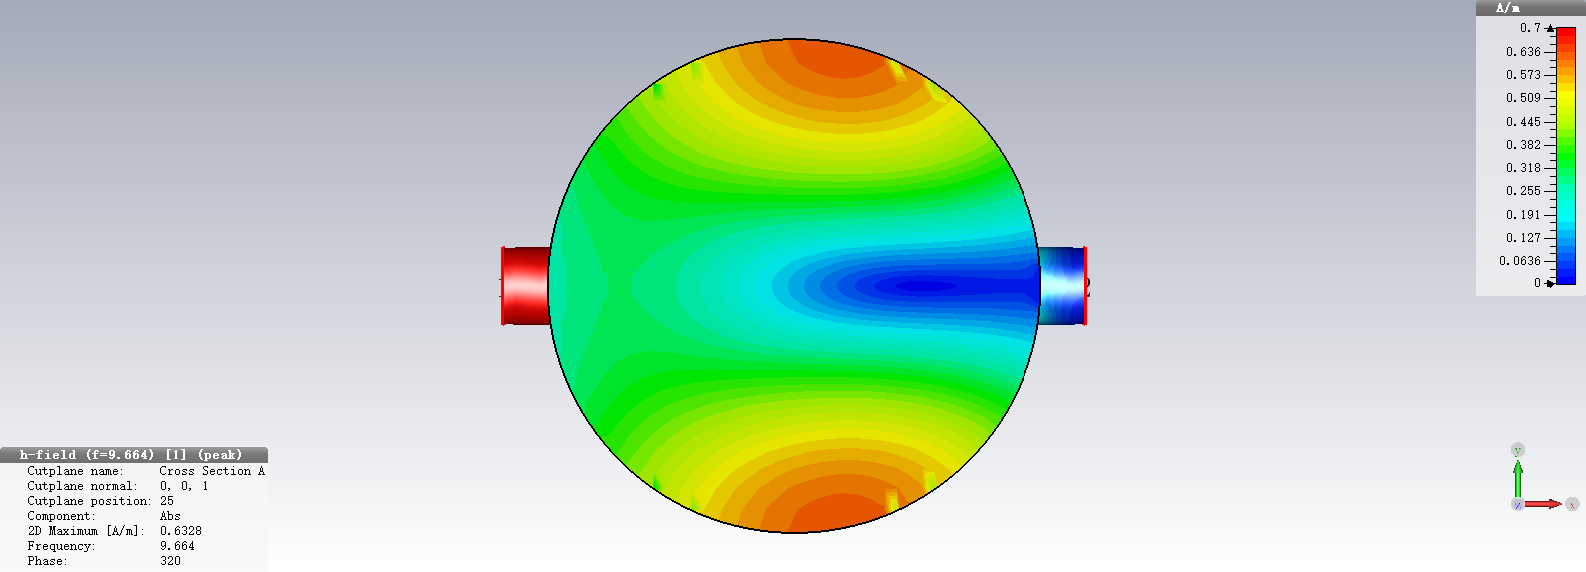 A/m
0.7
0.636
0.573
0.509
0.445
0.382
0.318
0.255
0.191
0.127
0.0636
0
2
h-field (f=9.664) [1] (peak)
Cutplane name: Cross Section A
Cutplane normal: 0, 0, 1
Cutplane position: 25
Component: Abs
2D Maximum [A/m]: 0.6328
Frequency: 9.664
Phase: 320
y
z x